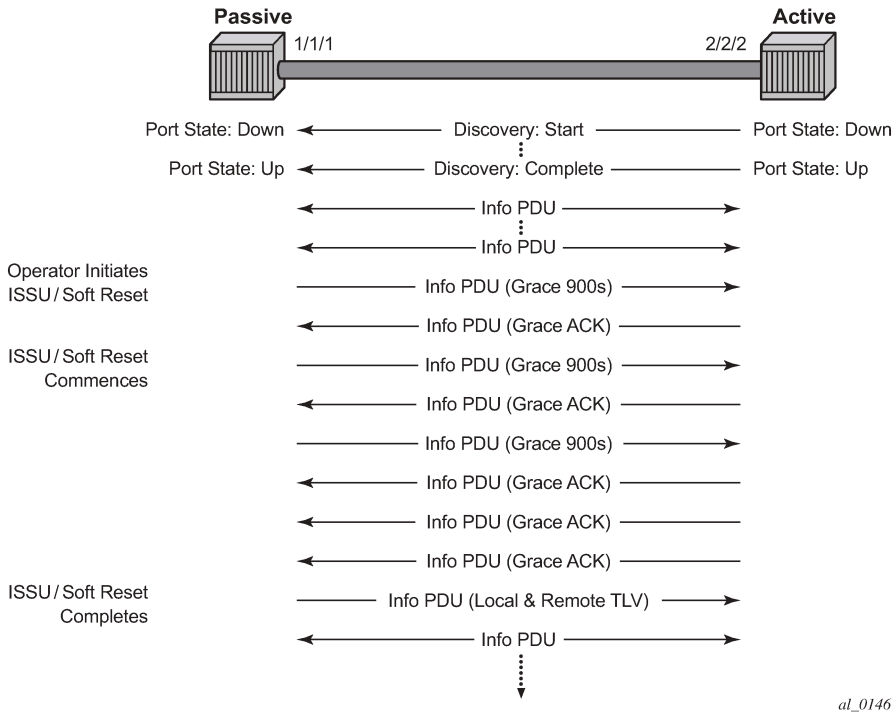 Passive
Active
1/1/1
2/2/2
Port State: Down
Discovery: Start
Port State: Down
Port State: Up
Discovery: Complete
Port State: Up
Info PDU
Info PDU
Operator Initiates
ISSU/Soft Reset
Info PDU (Grace 900s)
Info PDU (Grace ACK)
ISSU/Soft Reset
Commences
Info PDU (Grace 900s)
Info PDU (Grace ACK)
Info PDU (Grace 900s)
Info PDU (Grace ACK)
Info PDU (Grace ACK)
Info PDU (Grace ACK)
ISSU/Soft Reset
Completes
Info PDU (Local & Remote TLV)
Info PDU
al_0146